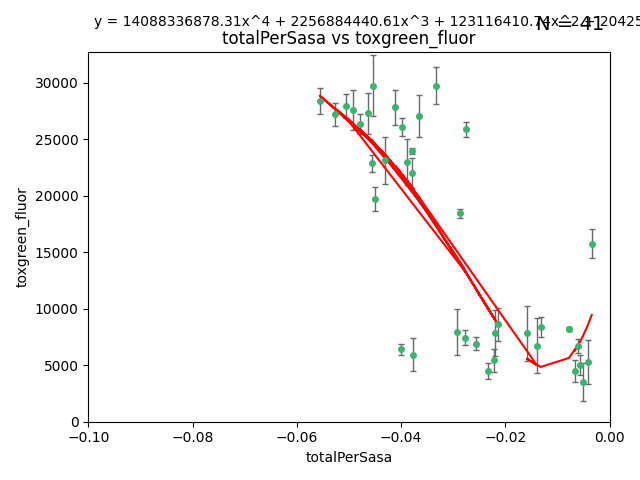 y = 14088336878.31x^4 + 2256884440.61x^3 + 123116410.74x^2 + 20425
N = 41
totalPerSasa vs toxgreen_fluor
30000
25000
20000
15000
10000
5000
0
toxgreen_fluor
−0.10
−0.08
−0.06
−0.04
−0.02
0.00
totalPerSasa